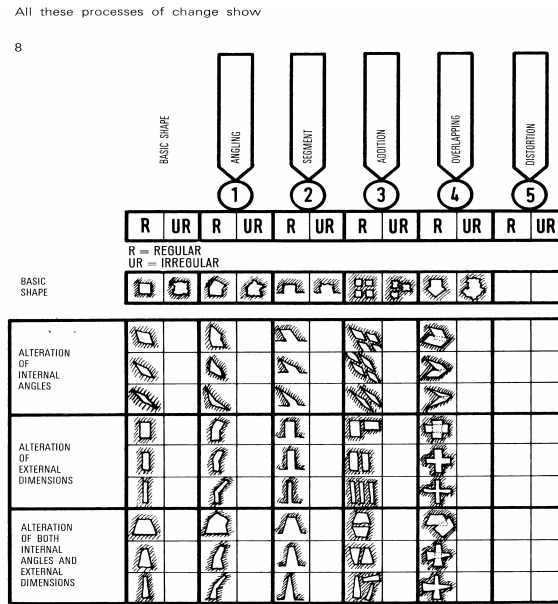 All these processes of change show
8
BASIC SHAPE
ANGLING
SEGMENT
ADDITION
OVERLAPPING
DISTORTION
1
2
3
4
5
R UR R UR R UR R UR R UR R UR
R = REGULAR
UR = IRREGULAR
BASIC
SHAPE
ALTERATION
OF
INTERNAL
ANGLES
ALTERATION
OF
EXTERNAL
DIMENSIONS
ALTERATION
OF BOTH
INTERNAL
ANGLES AND
EXTERNAL
DIMENSIONS